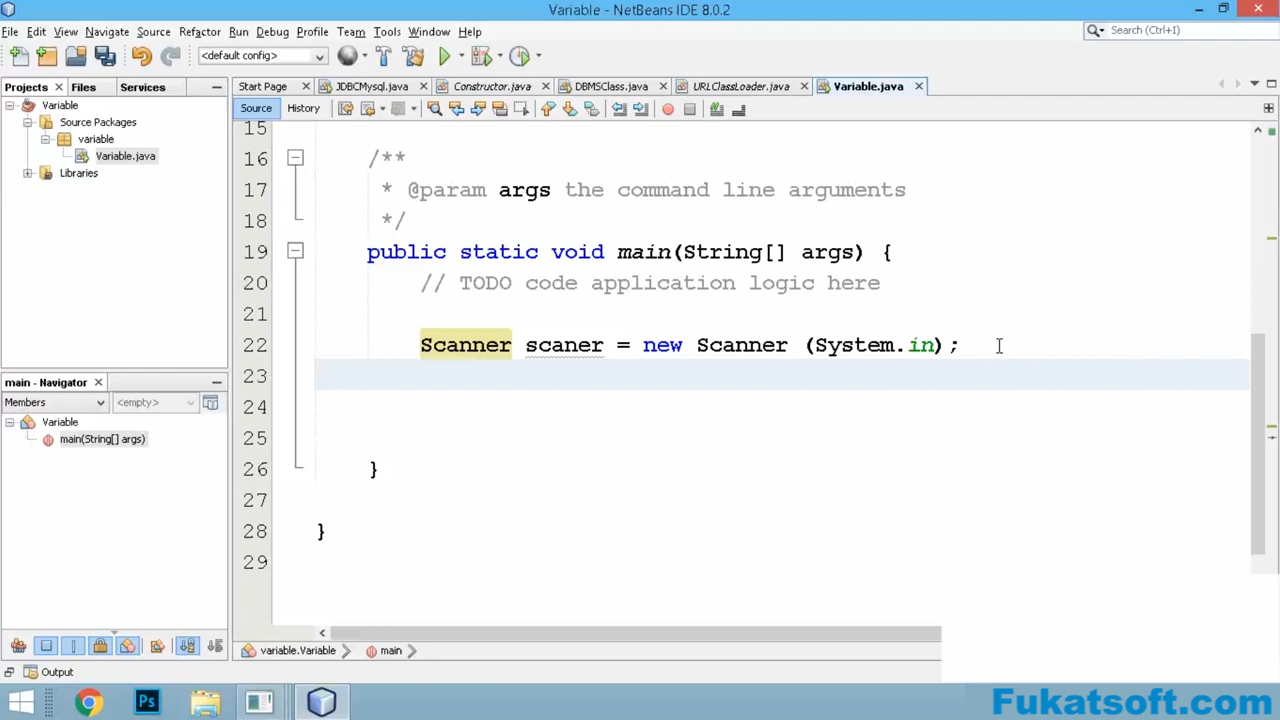 Variable - NetBeans IDE 8.0.2
File Edit View Navigate Source Refactor Run Debug Profile Team Tools Window Help
Search (Ctrl+I)
<default config>
Projects Files Services
Start Page JDBCMysql.java Constructor.java DBMSClass.java URLClassLoader.java Variable.java
Source History
Variable
Source Packages
variable
Variable.java
Libraries
15
16 /**
17 * @param args the command line arguments
18 */
19 public static void main(String[] args) {
20 // TODO code application logic here
21
22 Scanner scaner = new Scanner (System.in);
23
24
25
26 }
27
28 }
29
main - Navigator
Members <empty>
Variable
main(String[] args)
variable.Variable main
Output
Ps
Fukatsoft.com